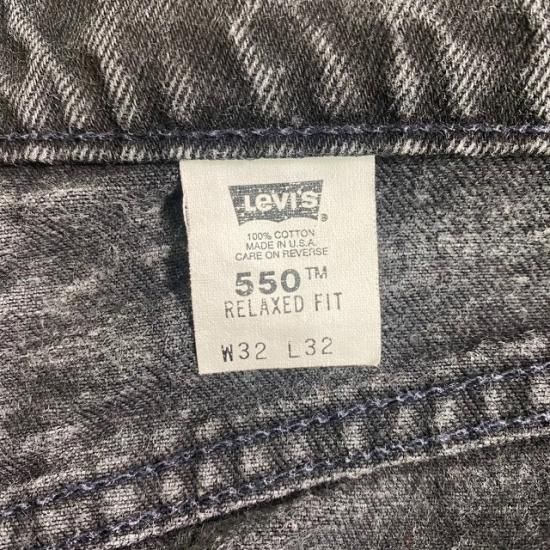 Levi's ®
100% COTTON
MADE IN U.S.A.
CARE ON REVERSE
550™
RELAXED FIT
W32 L32